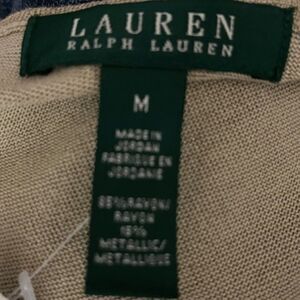 LAUREN
RALPH LAUREN
M
MADE IN
JORDAN
FABRIQUE EN
JORDANIE
85% RAYON/
RAYON
15%
METALLIC/
METALLIQUE